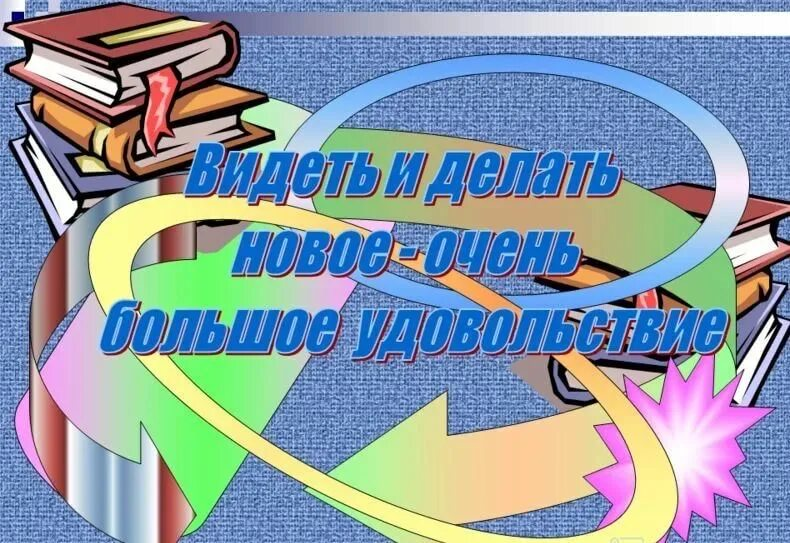 Видеть и делать
новое - очень
большое удовольствие